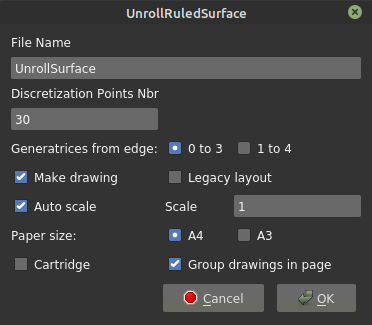 UnrollRuledSurface
File Name
UnrollSurface
Discretization Points Nbr
30
Generatrices from edge: 0 to 3 1 to 4
Make drawing Legacy layout
Auto scale Scale 1
Paper size: A4 A3
Cartridge Group drawings in page
Cancel OK